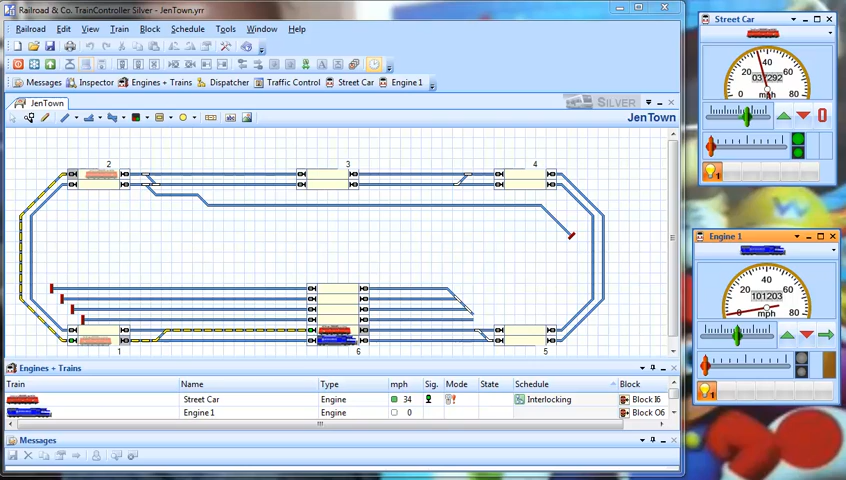 Railroad & Co. TrainController Silver - JenTown.yrr
Railroad Edit View Train Block Schedule Tools Window Help
Messages Inspector Engines + Trains Dispatcher Traffic Control Street Car Engine 1
JenTown
SILVER
JenTown
abc
2
3
4
1
6
5
Engines + Trains
Train Name Type mph Sig. Mode State Schedule Block
Street Car Engine 34 Interlocking Block I6
Engine 1 Engine 0 Block O6
Messages
Street Car
0 20 40 60 80
mph
1
Engine 1
0 20 40 60 80
101203
mph
1